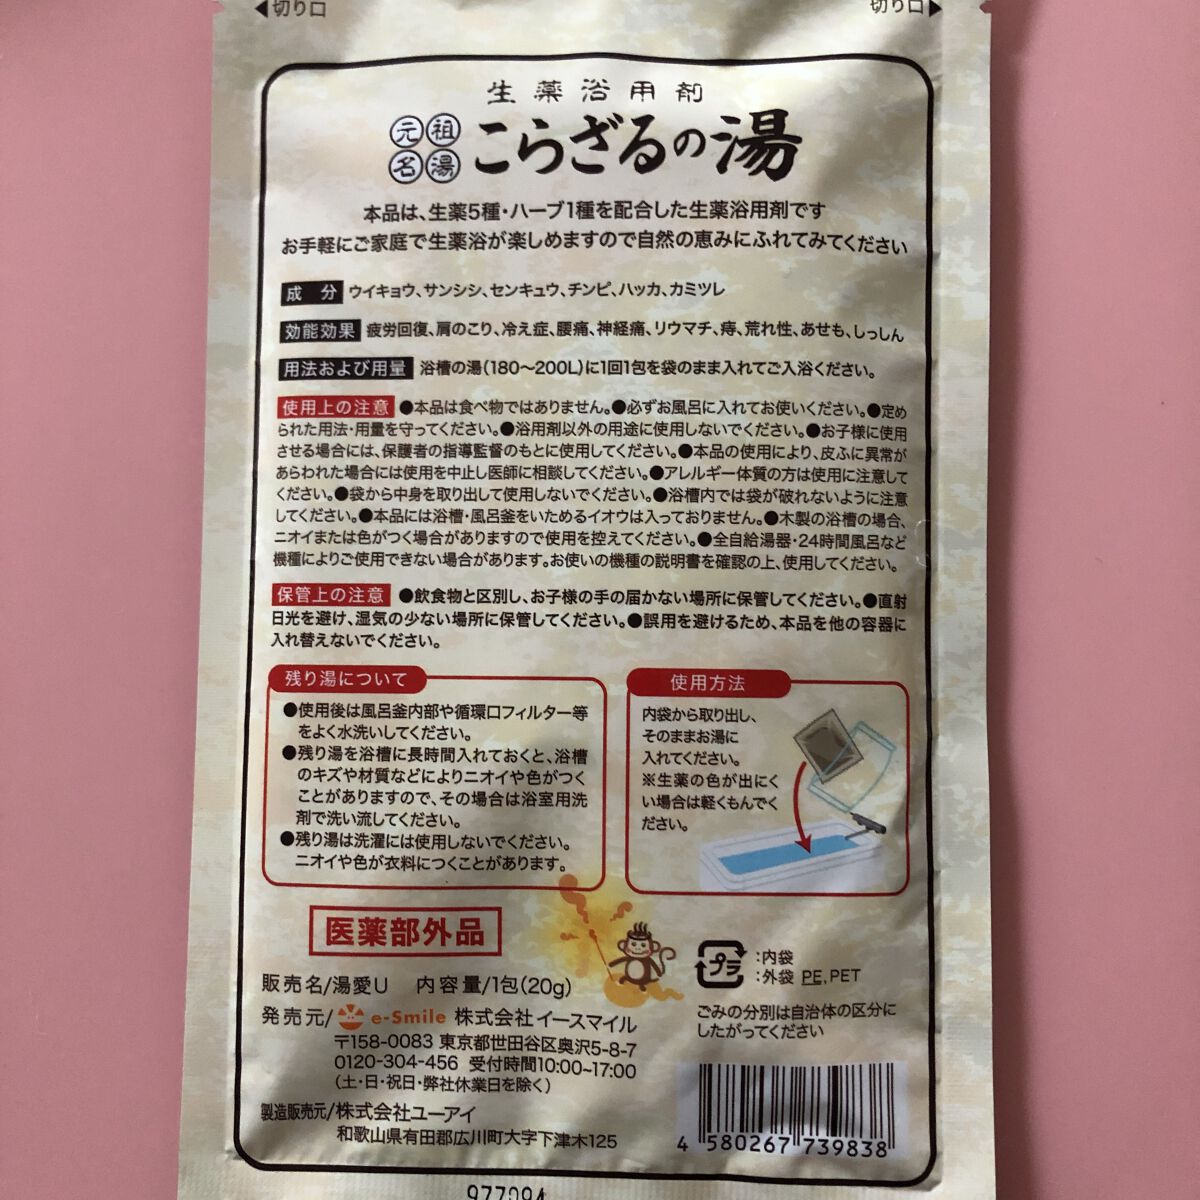 ◀切り口
切り口▶
生薬浴用剤
元祖名湯
こらざるの湯
本品は、生薬5種・ハーブ1種を配合した生薬浴用剤です
お手軽にご家庭で生薬浴が楽しめますので自然の恵みにふれてみてください
成 分 ウイキョウ、サンシシ、センキュウ、チンピ、ハッカ、カミツレ
効能効果 疲労回復、肩のこり、冷え症、腰痛、神経痛、リウマチ、痔、荒れ性、あせも、しっしん
用法および用量 浴槽の湯(180〜200L)に1回1包を袋のまま入れてご入浴ください。
使用上の注意 ●本品は食べ物ではありません。●必ずお風呂に入れてお使いください。●定め
られた用法・用量を守ってください。●浴用剤以外の用途に使用しないでください。●お子様に使用
させる場合には、保護者の指導監督のもとに使用してください。●本品の使用により、皮ふに異常が
あらわれた場合には使用を中止し医師に相談してください。●アレルギー体質の方は使用に注意して
ください。●袋から中身を取り出して使用しないでください。●浴槽内では袋が破れないように注意
してください。●本品には浴槽・風呂釜をいためるイオウは入っておりません。●木製の浴槽の場合、
ニオイまたは色がつく場合がありますので使用を控えてください。●全自給湯器・24時間風呂など
機種によりご使用できない場合があります。お使いの機種の説明書を確認の上、使用してください。
保管上の注意 ●飲食物と区別し、お子様の手の届かない場所に保管してください。●直射
日光を避け、湿気の少ない場所に保管してください。●誤用を避けるため、本品を他の容器に
入れ替えないでください。
残り湯について
●使用後は風呂釜内部や循環口フィルター等
をよく水洗いしてください。
●残り湯を浴槽に長時間入れておくと、浴槽
のキズや材質などによりニオイや色がつく
ことがありますので、その場合は浴室用洗
剤で洗い流してください。
●残り湯は洗濯には使用しないでください。
ニオイや色が衣料につくことがあります。
使用方法
内袋から取り出し、
そのままお湯に
入れてください。
※生薬の色が出にく
い場合は軽くもんでく
ださい。
医薬部外品
販売名/湯愛U 内容量/1包(20g)
発売元/ e-Smile 株式会社イースマイル
〒158-0083 東京都世田谷区奥沢5-8-7
0120-304-456 受付時間10:00~17:00
(土・日・祝日・弊社休業日を除く)
製造販売元/株式会社ユーアイ
和歌山県有田郡広川町大字下津木125
プラ
:内袋
:外袋 PE,PET
ごみの分別は自治体の区分に
したがってください
4 580267 739838
977094